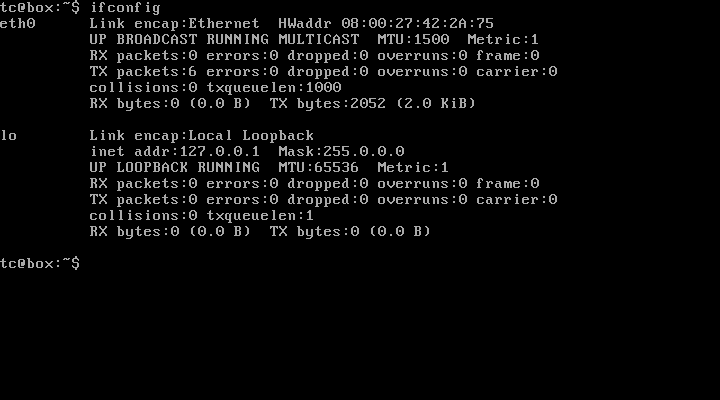 tc@box:~$ ifconfig
eth0      Link encap:Ethernet  HWaddr 08:00:27:42:2A:75
          UP BROADCAST RUNNING MULTICAST  MTU:1500  Metric:1
          RX packets:0 errors:0 dropped:0 overruns:0 frame:0
          TX packets:6 errors:0 dropped:0 overruns:0 carrier:0
          collisions:0 txqueuelen:1000
          RX bytes:0 (0.0 B)  TX bytes:2052 (2.0 KiB)

lo        Link encap:Local Loopback
          inet addr:127.0.0.1  Mask:255.0.0.0
          UP LOOPBACK RUNNING  MTU:65536  Metric:1
          RX packets:0 errors:0 dropped:0 overruns:0 frame:0
          TX packets:0 errors:0 dropped:0 overruns:0 carrier:0
          collisions:0 txqueuelen:1
          RX bytes:0 (0.0 B)  TX bytes:0 (0.0 B)

tc@box:~$